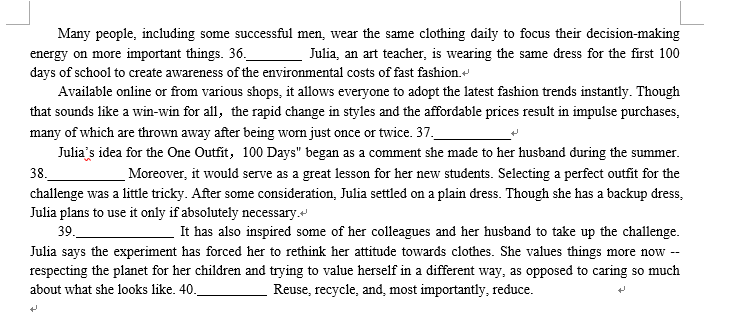 Many people, including some successful men, wear the same clothing daily to focus their decision-making
energy on more important things. 36.________ Julia, an art teacher, is wearing the same dress for the first 100
days of school to create awareness of the environmental costs of fast fashion.
Available online or from various shops, it allows everyone to adopt the latest fashion trends instantly. Though
that sounds like a win-win for all，the rapid change in styles and the affordable prices result in impulse purchases,
many of which are thrown away after being worn just once or twice. 37.___________
Julia's idea for the One Outfit，100 Days" began as a comment she made to her husband during the summer.
38.___________ Moreover, it would serve as a great lesson for her new students. Selecting a perfect outfit for the
challenge was a little tricky. After some consideration, Julia settled on a plain dress. Though she has a backup dress,
Julia plans to use it only if absolutely necessary.
39.______________ It has also inspired some of her colleagues and her husband to take up the challenge.
Julia says the experiment has forced her to rethink her attitude towards clothes. She values things more now --
respecting the planet for her children and trying to value herself in a different way, as opposed to caring so much
about what she looks like. 40.__________ Reuse, recycle, and, most importantly, reduce.